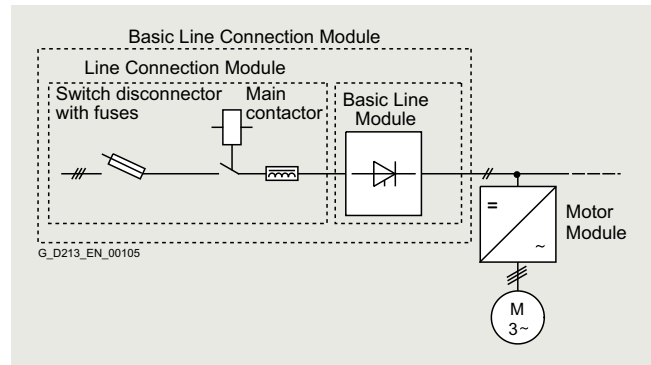 Basic Line Connection Module
Line Connection Module
Switch disconnector
with fuses
Main
contactor
Basic Line
Module
=
~
Motor
Module
G_D213_EN_00105
M
3~